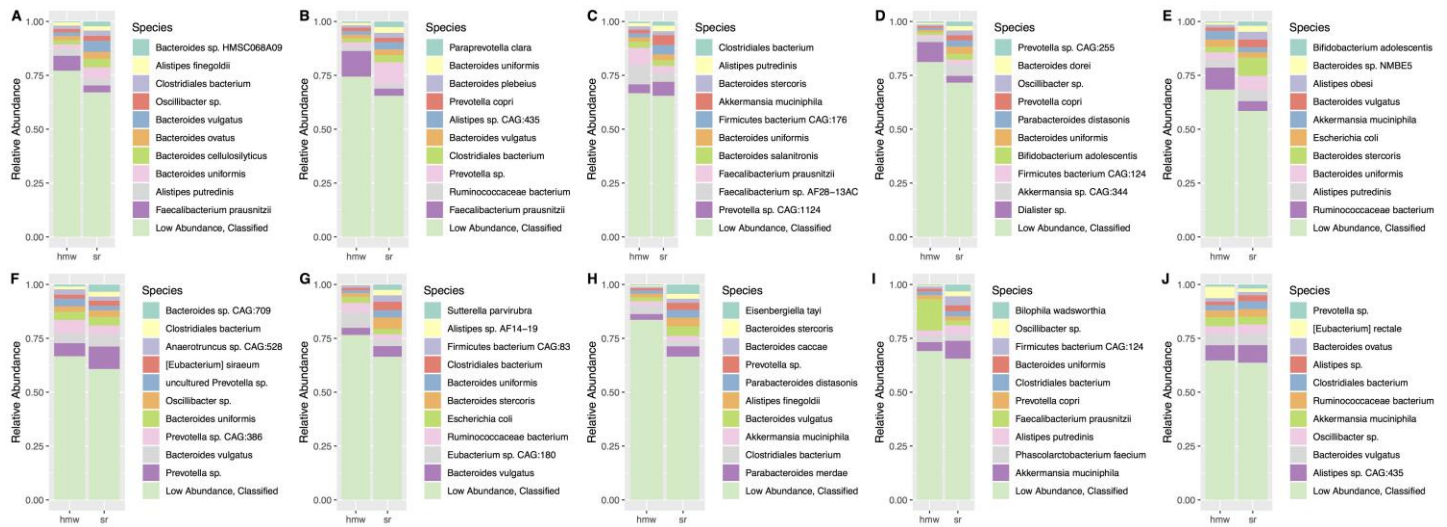 A
Relative Abundance
1.00
0.75
0.50
0.25
0.00
hmw sr
Species
Bacteroides sp. HMSC068A09
Alistipes finegoldii
Clostridiales bacterium
Oscillibacter sp.
Bacteroides vulgatus
Bacteroides ovatus
Bacteroides cellulosilyticus
Bacteroides uniformis
Alistipes putredinis
Faecalibacterium prausnitzii
Low Abundance, Classified
B
Relative Abundance
1.00
0.75
0.50
0.25
0.00
hmw sr
Species
Paraprevotella clara
Bacteroides uniformis
Bacteroides plebeius
Prevotella copri
Alistipes sp. CAG:435
Bacteroides vulgatus
Clostridiales bacterium
Prevotella sp.
Ruminococcaceae bacterium
Faecalibacterium prausnitzii
Low Abundance, Classified
C
Relative Abundance
1.00
0.75
0.50
0.25
0.00
hmw sr
Species
Clostridiales bacterium
Alistipes putredinis
Bacteroides stercoris
Akkermansia muciniphila
Firmicutes bacterium CAG:176
Bacteroides uniformis
Bacteroides salanitronis
Faecalibacterium prausnitzii
Faecalibacterium sp. AF28−13AC
Prevotella sp. CAG:1124
Low Abundance, Classified
D
Relative Abundance
1.00
0.75
0.50
0.25
0.00
hmw sr
Species
Prevotella sp. CAG:255
Bacteroides dorei
Oscillibacter sp.
Prevotella copri
Parabacteroides distasonis
Bacteroides uniformis
Bifidobacterium adolescentis
Firmicutes bacterium CAG:124
Akkermansia sp. CAG:344
Dialister sp.
Low Abundance, Classified
E
Relative Abundance
1.00
0.75
0.50
0.25
0.00
hmw sr
Species
Bifidobacterium adolescentis
Bacteroides sp. NMBE5
Alistipes obesi
Bacteroides vulgatus
Akkermansia muciniphila
Escherichia coli
Bacteroides stercoris
Bacteroides uniformis
Alistipes putredinis
Ruminococcaceae bacterium
Low Abundance, Classified
F
Relative Abundance
1.00
0.75
0.50
0.25
0.00
hmw sr
Species
Bacteroides sp. CAG:709
Clostridiales bacterium
Anaerotruncus sp. CAG:528
[Eubacterium] siraeum
uncultured Prevotella sp.
Oscillibacter sp.
Bacteroides uniformis
Prevotella sp. CAG:386
Bacteroides vulgatus
Prevotella sp.
Low Abundance, Classified
G
Relative Abundance
1.00
0.75
0.50
0.25
0.00
hmw sr
Species
Sutterella parvirubra
Alistipes sp. AF14−19
Firmicutes bacterium CAG:83
Clostridiales bacterium
Bacteroides uniformis
Bacteroides stercoris
Escherichia coli
Ruminococcaceae bacterium
Eubacterium sp. CAG:180
Bacteroides vulgatus
Low Abundance, Classified
H
Relative Abundance
1.00
0.75
0.50
0.25
0.00
hmw sr
Species
Eisenbergiella tayi
Bacteroides stercoris
Bacteroides caccae
Prevotella sp.
Parabacteroides distasonis
Alistipes finegoldii
Bacteroides vulgatus
Akkermansia muciniphila
Clostridiales bacterium
Parabacteroides merdae
Low Abundance, Classified
I
Relative Abundance
1.00
0.75
0.50
0.25
0.00
hmw sr
Species
Bilophila wadsworthia
Oscillibacter sp.
Firmicutes bacterium CAG:124
Bacteroides uniformis
Clostridiales bacterium
Prevotella copri
Faecalibacterium prausnitzii
Alistipes putredinis
Phascolarctobacterium faecium
Akkermansia muciniphila
Low Abundance, Classified
J
Relative Abundance
1.00
0.75
0.50
0.25
0.00
hmw sr
Species
Prevotella sp.
[Eubacterium] rectale
Bacteroides ovatus
Alistipes sp.
Clostridiales bacterium
Ruminococcaceae bacterium
Akkermansia muciniphila
Oscillibacter sp.
Bacteroides vulgatus
Alistipes sp. CAG:435
Low Abundance, Classified